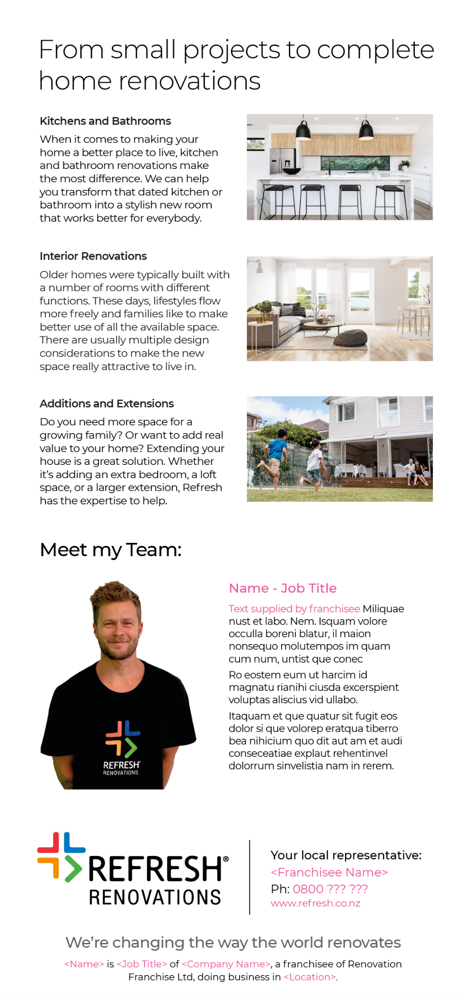 From small projects to complete
home renovations
Kitchens and Bathrooms
When it comes to making your
home a better place to live, kitchen
and bathroom renovations make
the most difference. We can help
you transform that dated kitchen or
bathroom into a stylish new room
that works better for everybody.
Interior Renovations
Older homes were typically built with
a number of rooms with different
functions. These days, lifestyles flow
more freely and families like to make
better use of all the available space.
There are usually multiple design
considerations to make the new
space really attractive to live in.
Additions and Extensions
Do you need more space for a
growing family? Or want to add real
value to your home? Extending your
house is a great solution. Whether
it's adding an extra bedroom, a loft
space, or a larger extension, Refresh
has the expertise to help.
Meet my Team:
Name - Job Title
Text supplied by franchisee Miliquae
nust et labo. Nem. Isquam volore
occulla boreni blatur, il maion
nonsequo molutempos im quam
cum num, untist que conec
Ro eostem eum ut harcim id
magnatu rianihi ciusda excerspient
voluptas aliscius vid ullabo.
Itaquam et que quatur sit fugit eos
dolor si que volorep eratqua tiberro
bea nihicium quo dit aut am et audi
conseceatiae explaut rehentinvel
dolorrum sinvelistia nam in rerem.
REFRESH®
RENOVATIONS
REFRESH®
RENOVATIONS
Your local representative:
<Franchisee Name>
Ph: 0800 ??? ???
www.refresh.co.nz
We're changing the way the world renovates
<Name> is <Job Title> of <Company Name>, a franchisee of Renovation
Franchise Ltd, doing business in <Location>.